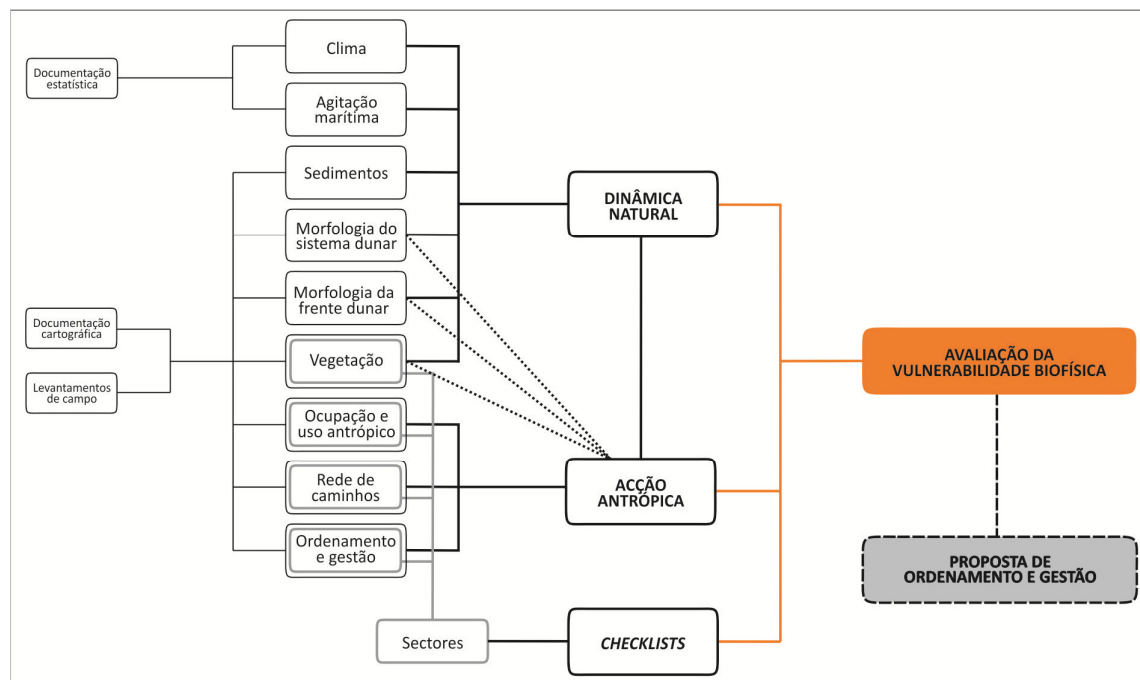 Documentação
estatística
Documentação
cartográfica
Levantamentos
de campo
Clima
Agitação
marítima
Sedimentos
Morfologia do
sistema dunar
Morfologia da
frente dunar
Vegetação
Ocupação e
uso antrópico
Rede de
caminhos
Ordenamento
e gestão
Sectores
DINÂMICA
NATURAL
ACÇÃO
ANTRÓPICA
CHECKLISTS
AVALIAÇÃO DA
VULNERABILIDADE BIOFÍSICA
PROPOSTA DE
ORDENAMENTO E GESTÃO